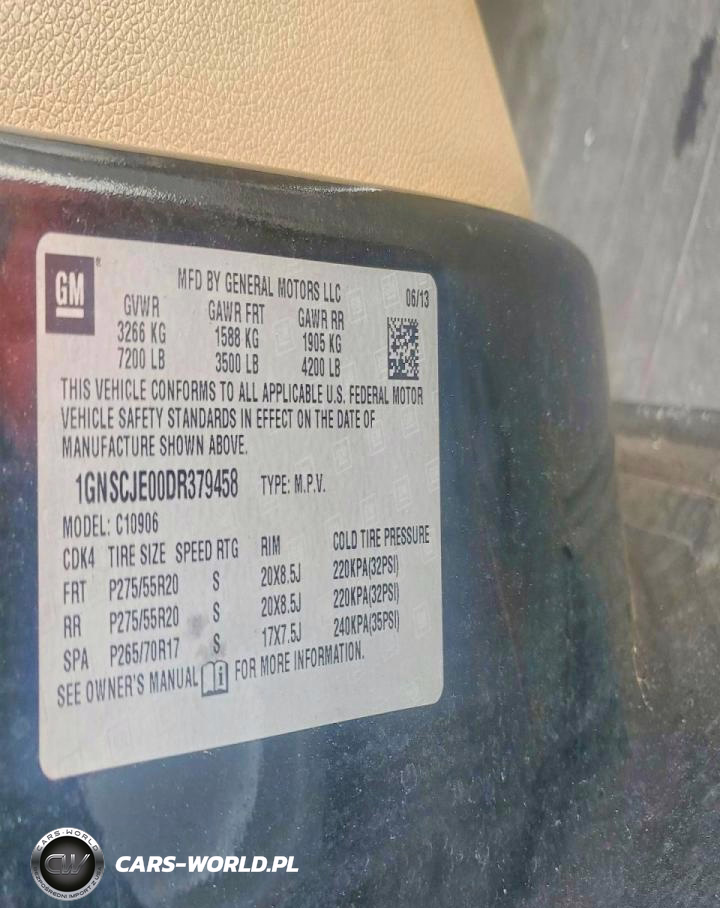 GM®
MFD BY GENERAL MOTORS LLC
06/13
GVWR GAWR FRT GAWR RR
3266 KG 1588 KG 1905 KG
7200 LB 3500 LB 4200 LB
THIS VEHICLE CONFORMS TO ALL APPLICABLE U.S. FEDERAL MOTOR
VEHICLE SAFETY STANDARDS IN EFFECT ON THE DATE OF
MANUFACTURE SHOWN ABOVE.
1GNSCJE00DR379458 TYPE: M.P.V.
MODEL: C10906
CDK4 TIRE SIZE SPEED RTG RIM COLD TIRE PRESSURE
FRT P275/55R20 S 20X8.5J 220KPA(32PSI)
RR P275/55R20 S 20X8.5J 220KPA(32PSI)
SPA P265/70R17 S 17X7.5J 240KPA(35PSI)
SEE OWNER'S MANUAL FOR MORE INFORMATION.
CARS-WORLD
CW
CARS-WORLD.PL